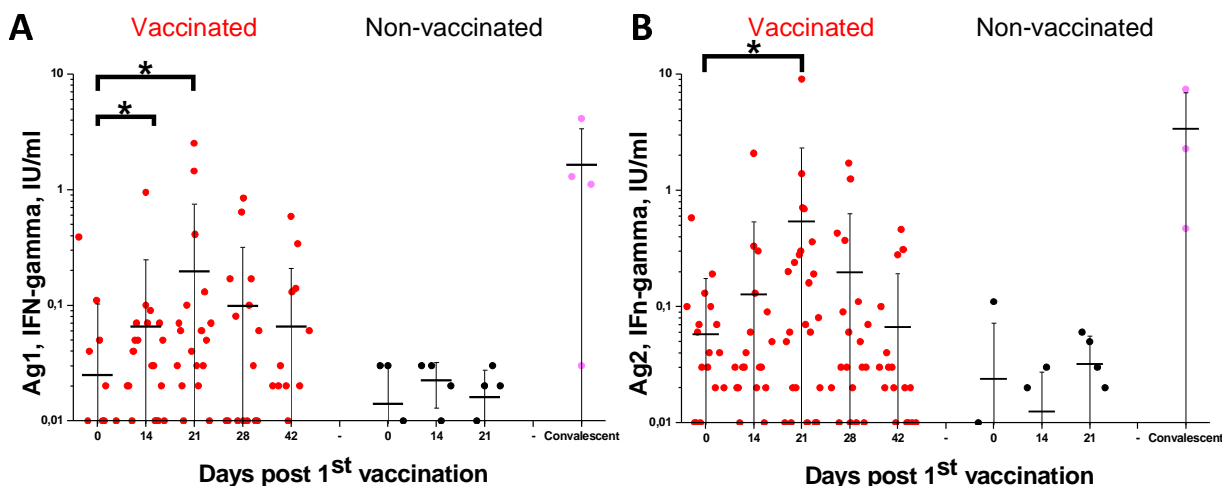 A
Vaccinated
Non-vaccinated
*
*
Ag1, IFN-gamma, IU/ml
10
1
0,1
0,01
0 14 21 28 42 - 0 14 21 - Convalescent
Days post 1st vaccination
B
Vaccinated
Non-vaccinated
*
Ag2, IFn-gamma, IU/ml
10
1
0,1
0,01
0 14 21 28 42 - 0 14 21 - Convalescent
Days post 1st vaccination